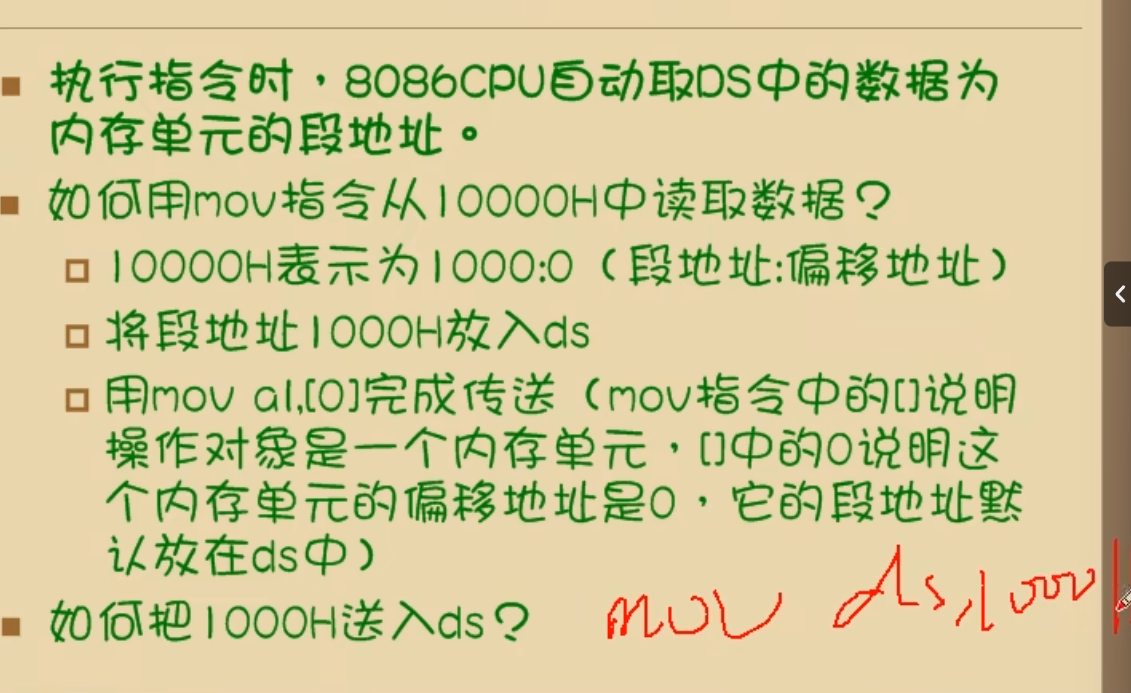 执行指令时，8086CPU自动取DS中的数据为
内存单元的段地址。
如何用mov指令从10000H中读取数据？
10000H表示为1000:0（段地址:偏移地址）
将段地址1000H放入ds
用mov al,[0]完成传送（mov指令中的[]说明
操作对象是一个内存单元，[]中的0说明这
个内存单元的偏移地址是0，它的段地址默
认放在ds中）
如何把1000H送入ds？ mov ds,1000